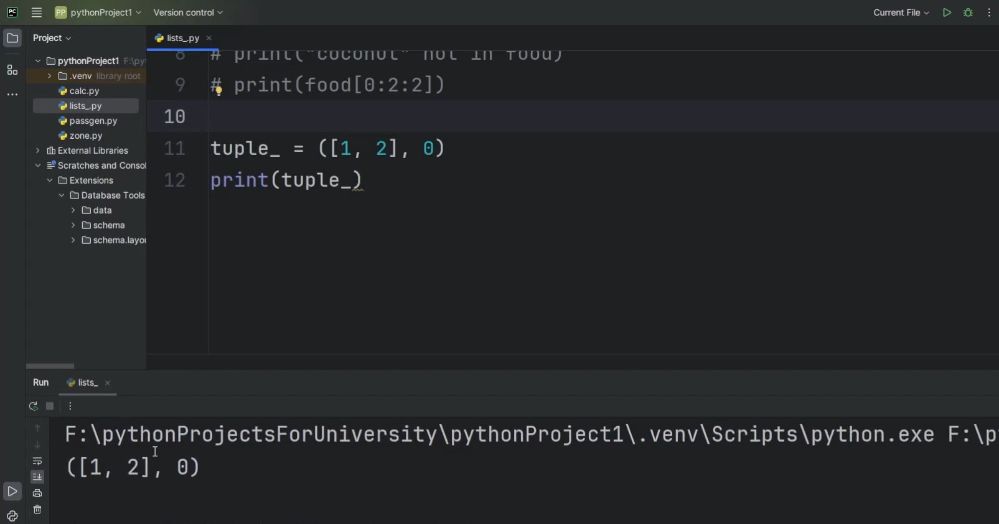 PC
PP pythonProject1
Version control
Current File
Project
lists_.py
pythonProject1 F:\py
.venv library root
calc.py
lists_.py
passgen.py
zone.py
External Libraries
Scratches and Consol
Extensions
Database Tools
data
schema
schema.layou
8 # print("coconut" not in food)
9 # print(food[0:2:2])
10
11 tuple_ = ([1, 2], 0)
12 print(tuple_)
Run lists_
F:\pythonProjectsForUniversity\pythonProject1\.venv\Scripts\python.exe F:\p
([1, 2], 0)